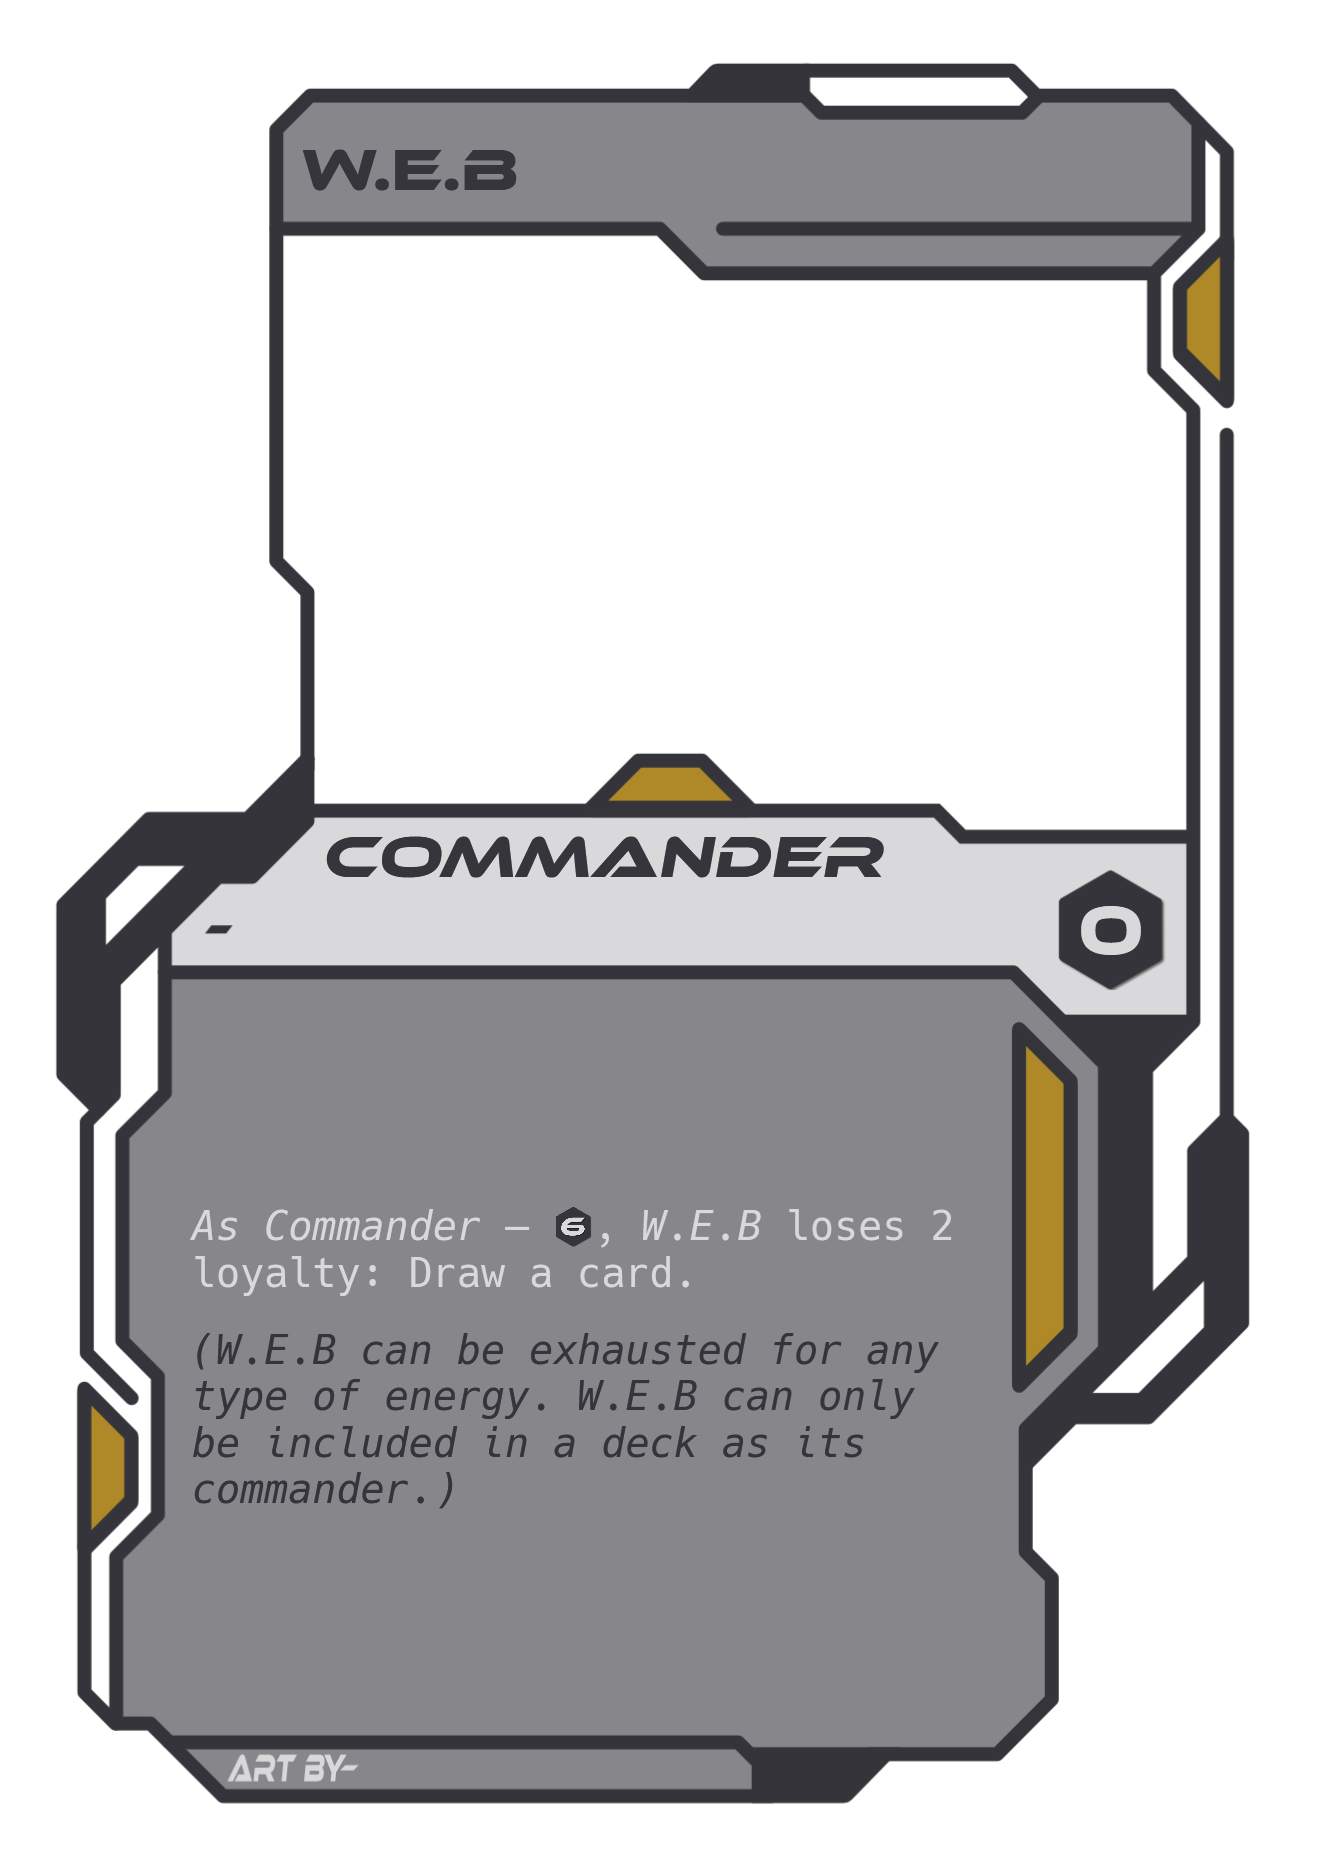 W.E.B
COMMANDER
-
0
As Commander — 6, W.E.B loses 2
loyalty: Draw a card.
(W.E.B can be exhausted for any
type of energy. W.E.B can only
be included in a deck as its
commander.)
ART BY-